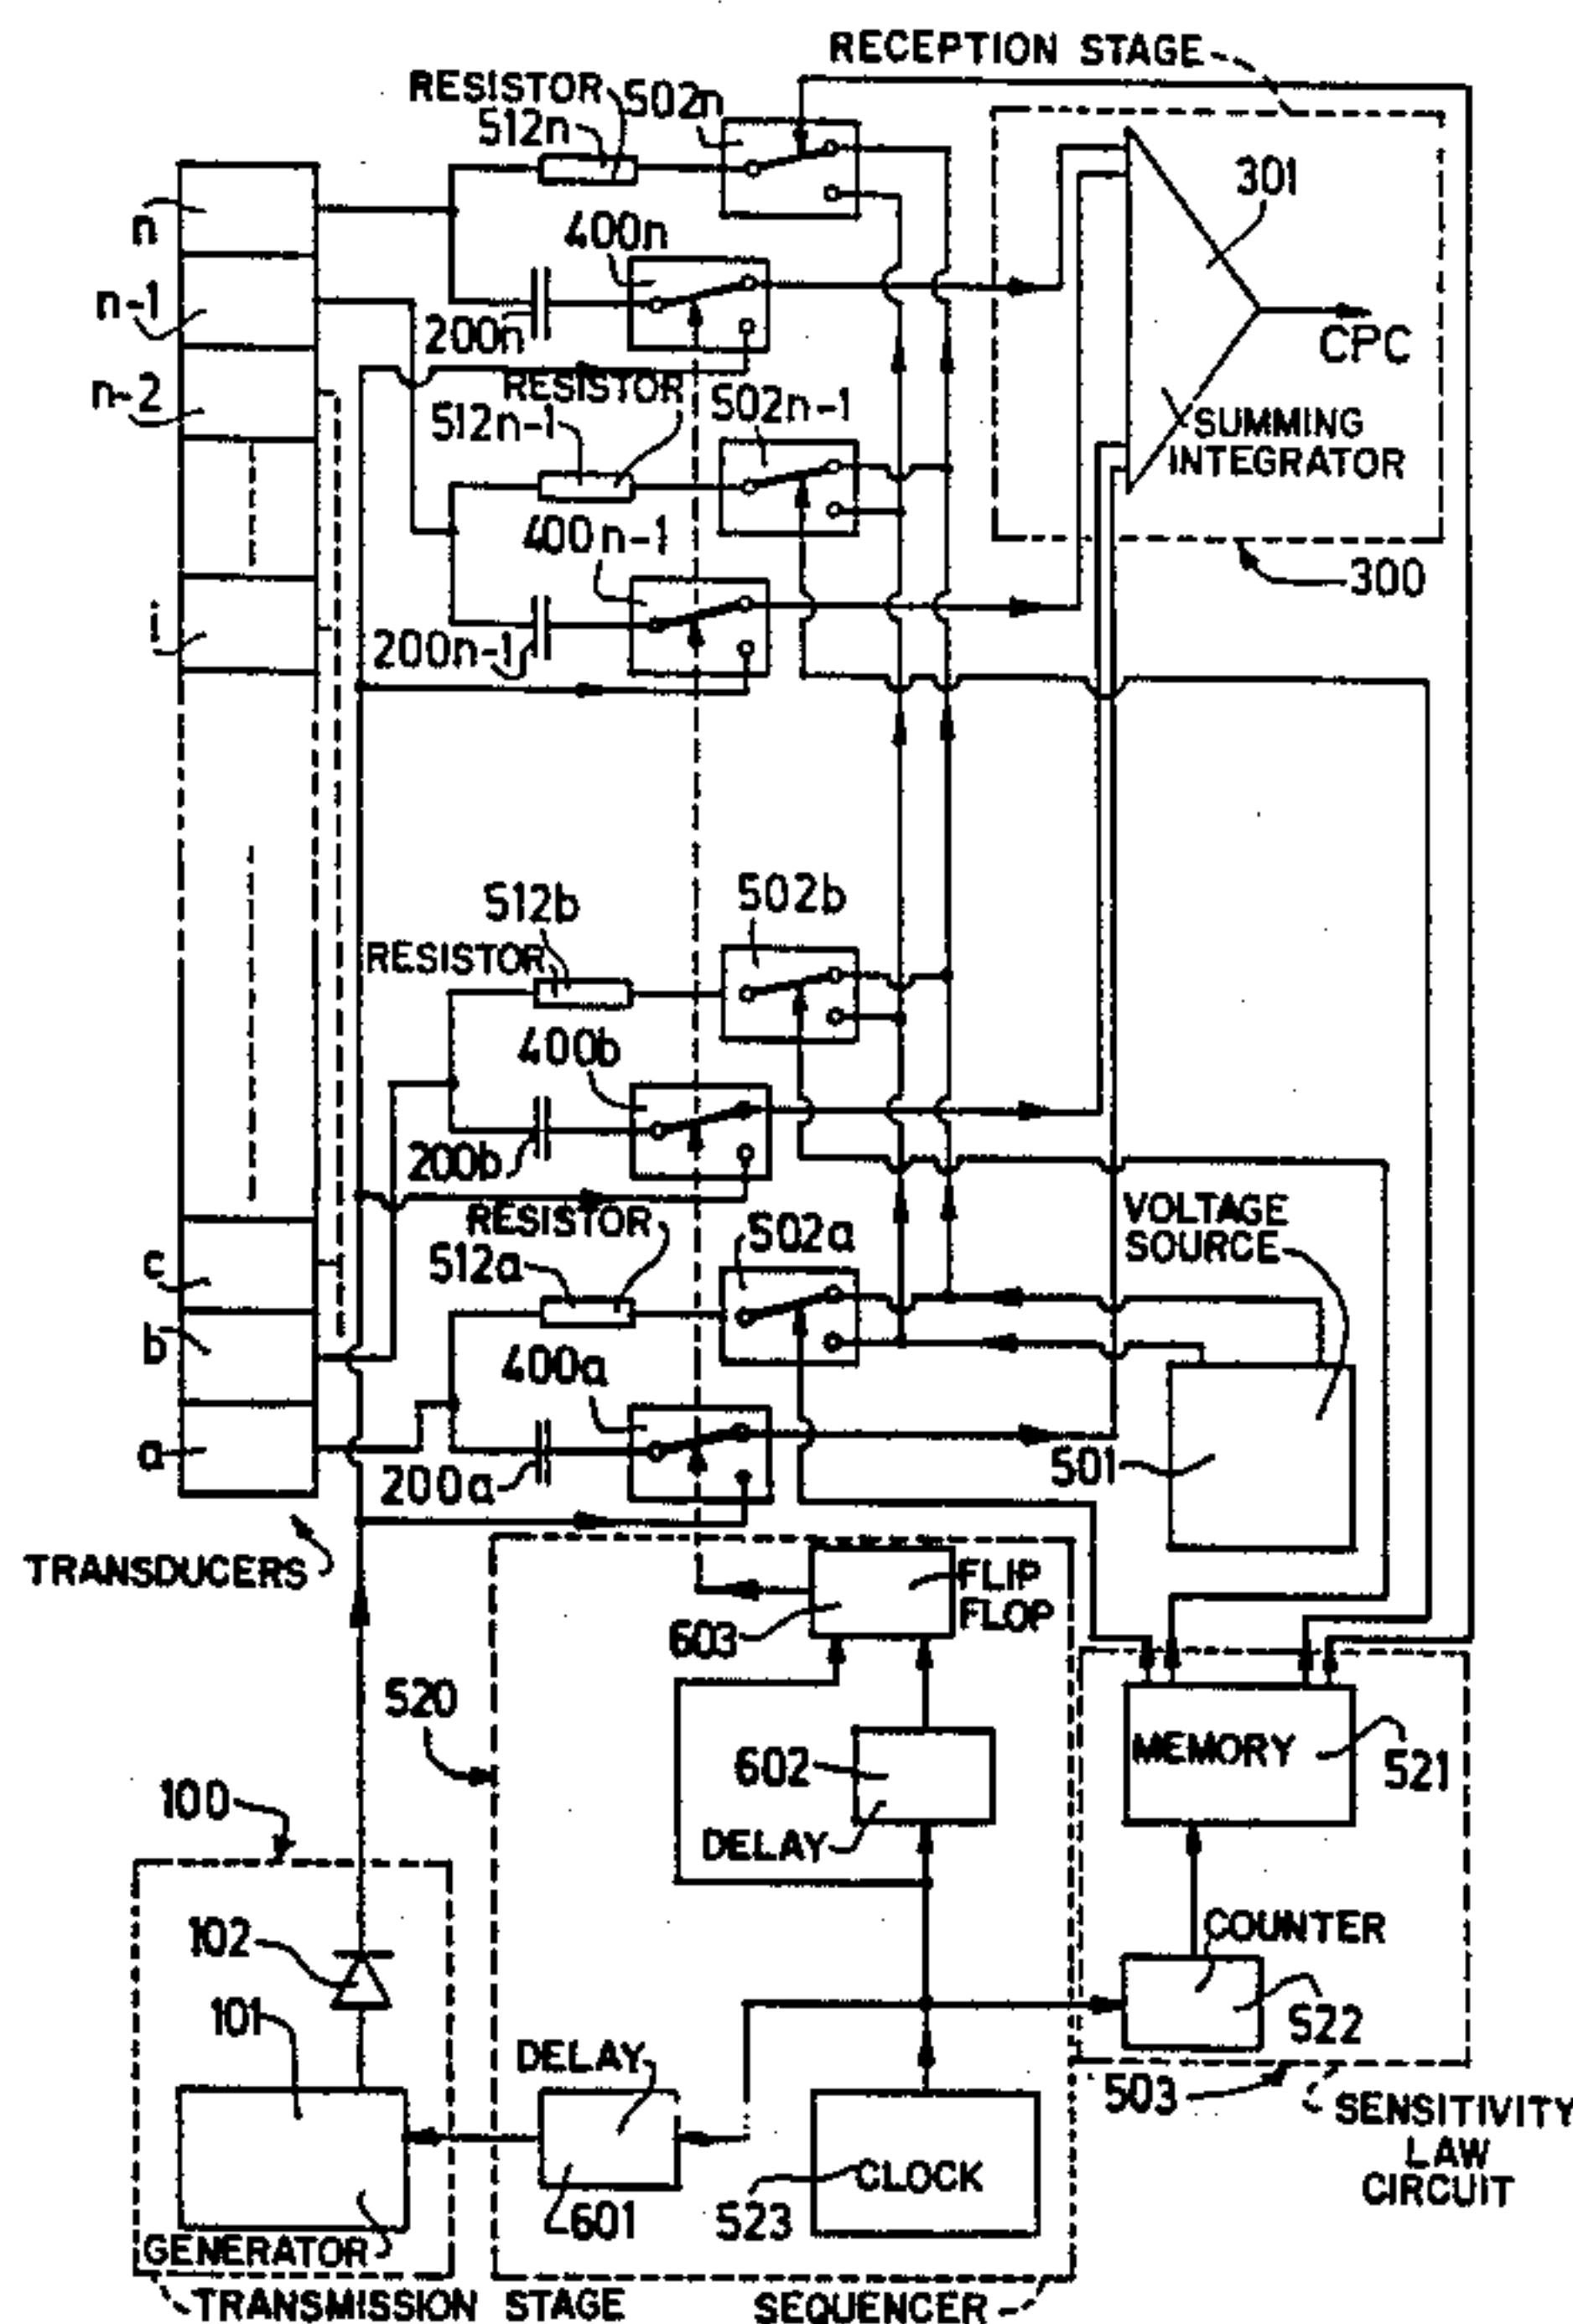 RECEPTION STAGE
RESISTOR
502n
512n
301
n
400n
n-1
200n
CPC
n-2
RESISTOR
502n-1
512n-1
SUMMING
INTEGRATOR
400n-1
300
i
200n-1
512b
502b
RESISTOR
400b
200b
VOLTAGE
SOURCE
RESISTOR
502a
c
512a
b
400a
a
200a
501
TRANSDUCERS
FLIP
FLOP
603
520
MEMORY
602
521
100
DELAY
102
COUNTER
101
522
DELAY
503
SENSITIVITY
LAW
CIRCUIT
CLOCK
601
523
GENERATOR
TRANSMISSION STAGE
SEQUENCER